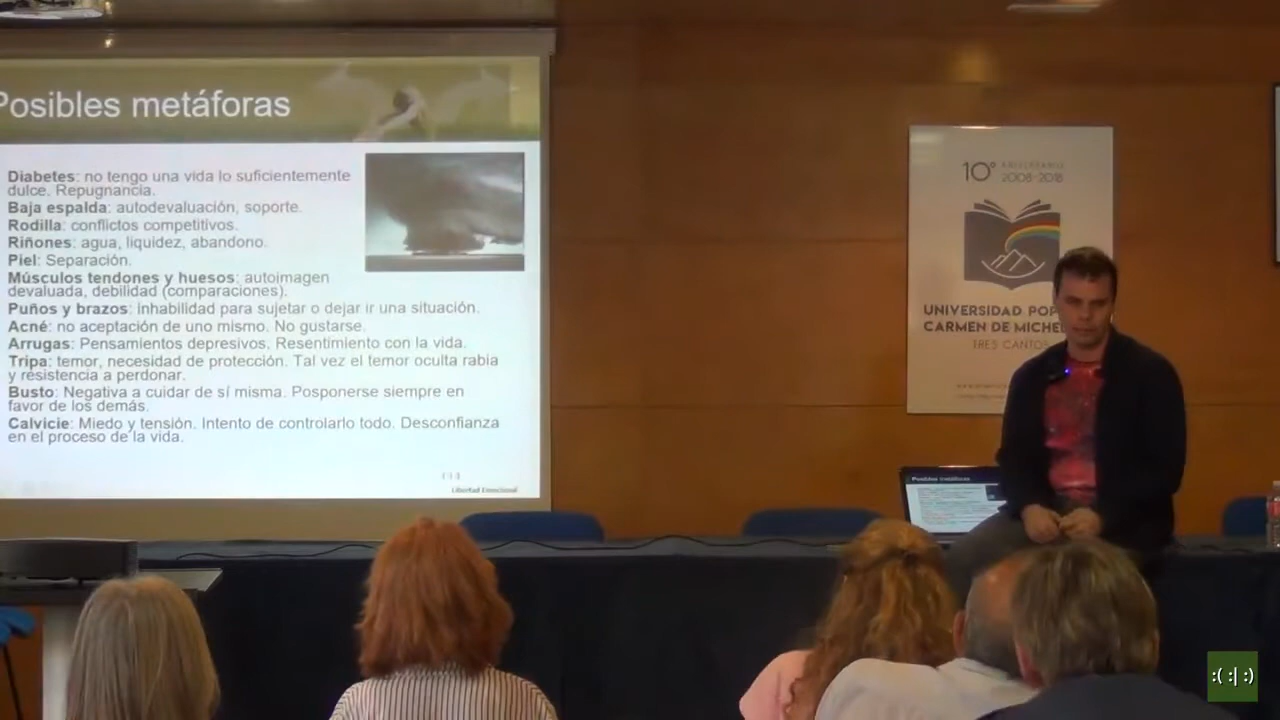 Posibles metáforas
Diabetes: no tengo una vida lo suficientemente
dulce. Repugnancia.
Baja espalda: autodevaluación, soporte.
Rodilla: conflictos competitivos.
Riñones: agua, liquidez, abandono.
Piel: Separación.
Músculos tendones y huesos: autoimagen
devaluada, debilidad (comparaciones).
Puños y brazos: inhabilidad para sujetar o dejar ir una situación.
Acné: no aceptación de uno mismo. No gustarse.
Arrugas: Pensamientos depresivos. Resentimiento con la vida.
Tripa: temor, necesidad de protección. Tal vez el temor oculta rabia
y resistencia a perdonar.
Busto: Negativa a cuidar de sí misma. Posponerse siempre en
favor de los demás.
Calvicie: Miedo y tensión. Intento de controlarlo todo. Desconfianza
en el proceso de la vida.
Libertad Emocional
10º ANIVERSARIO
2008-2018
UNIVERSIDAD POP
CARMEN DE MICHE
TRES CANTOS
Posibles metáforas
:( :| :)